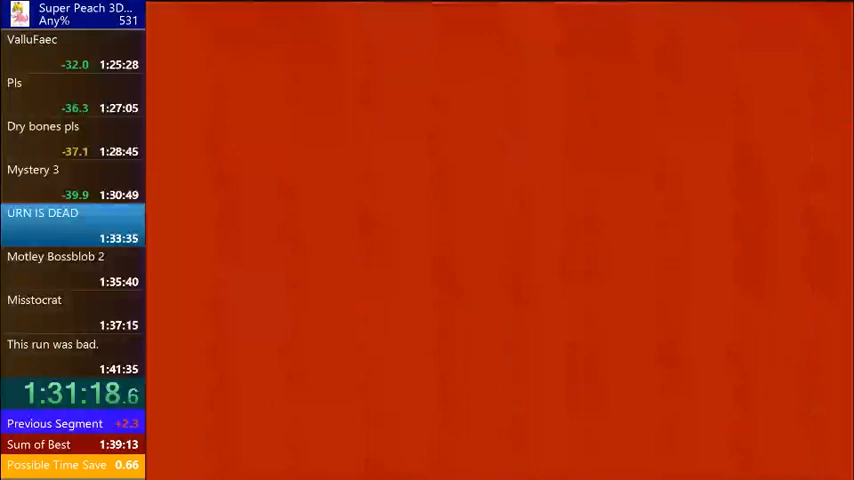 Super Peach 3D...
Any% 531
ValluFaec
-32.0 1:25:28
Pls
-36.3 1:27:05
Dry bones pls
-37.1 1:28:45
Mystery 3
-39.9 1:30:49
URN IS DEAD
1:33:35
Motley Bossblob 2
1:35:40
Misstocrat
1:37:15
This run was bad.
1:41:35
1:31:18.6
Previous Segment +2.3
Sum of Best 1:39:13
Possible Time Save 0.66